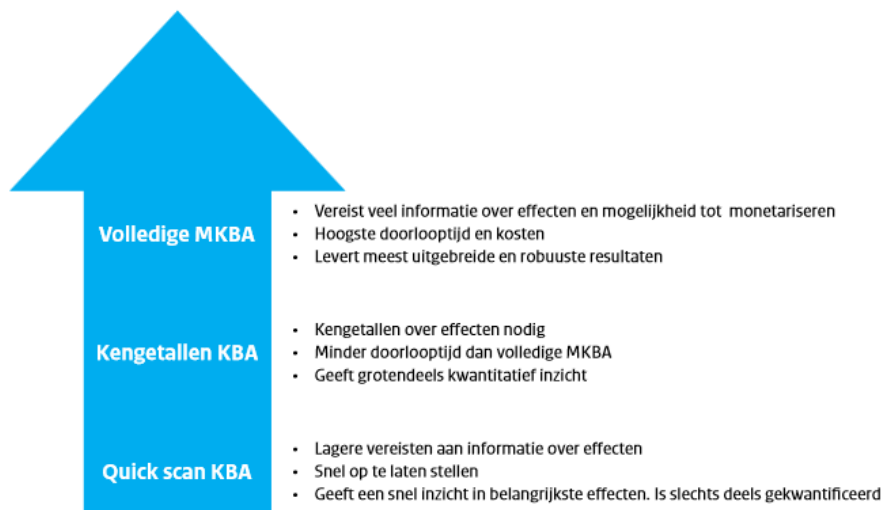 Volledige MKBA
• Vereist veel informatie over effecten en mogelijkheid tot monetariseren
• Hoogste doorlooptijd en kosten
• Levert meest uitgebreide en robuuste resultaten
Kengetallen KBA
• Kengetallen over effecten nodig
• Minder doorlooptijd dan volledige MKBA
• Geeft grotendeels kwantitatief inzicht
Quick scan KBA
• Lagere vereisten aan informatie over effecten
• Snel op te laten stellen
• Geeft een snel inzicht in belangrijkste effecten. Is slechts deels gekwantificeerd